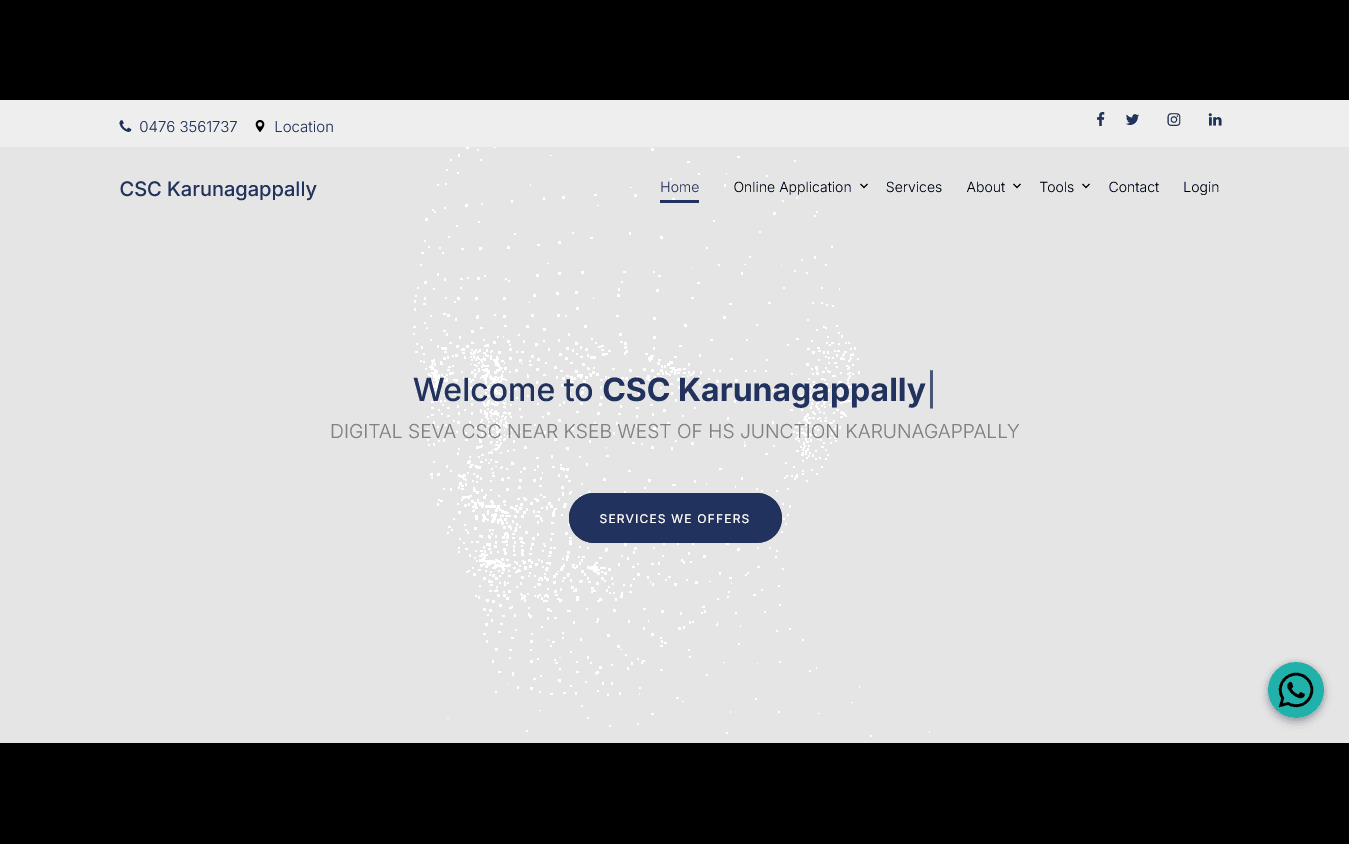 0476 3561737 Location
CSC Karunagappally
Home Online Application Services About Tools Contact Login
Welcome to CSC Karunagappally
DIGITAL SEVA CSC NEAR KSEB WEST OF HS JUNCTION KARUNAGAPPALLY
SERVICES WE OFFERS